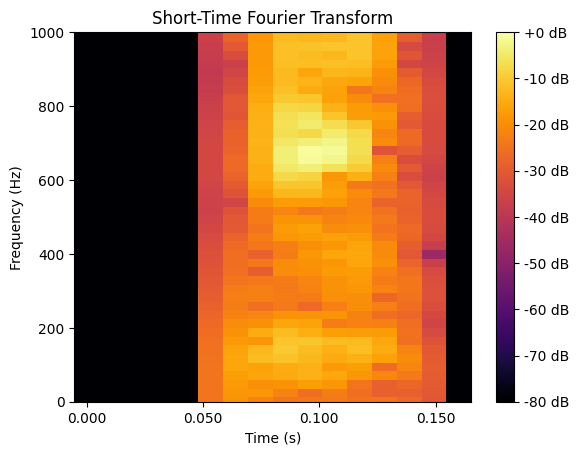 Short-Time Fourier Transform
1000
800
600
400
200
0
Frequency (Hz)
0.000
0.050
0.100
0.150
Time (s)
+0 dB
-10 dB
-20 dB
-30 dB
-40 dB
-50 dB
-60 dB
-70 dB
-80 dB